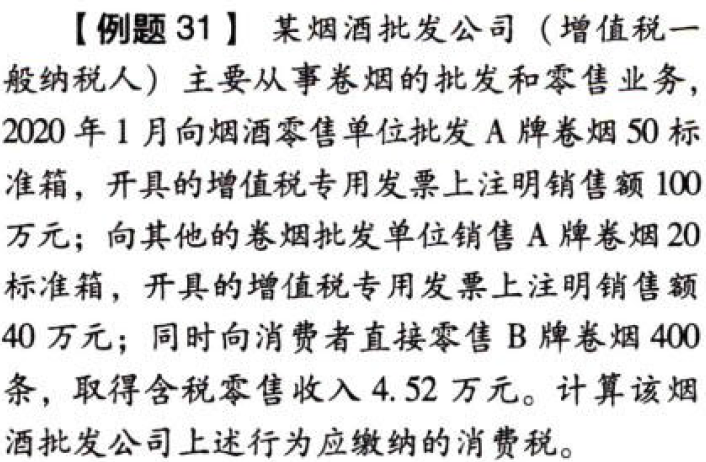 【例题 31】 某烟酒批发公司（增值税一
般纳税人）主要从事卷烟的批发和零售业务，
2020 年 1 月向烟酒零售单位批发 A 牌卷烟 50 标
准箱，开具的增值税专用发票上注明销售额 100
万元；向其他的卷烟批发单位销售 A 牌卷烟 20
标准箱，开具的增值税专用发票上注明销售额
40 万元；同时向消费者直接零售 B 牌卷烟 400
条，取得含税零售收入 4.52 万元。计算该烟
酒批发公司上述行为应缴纳的消费税。